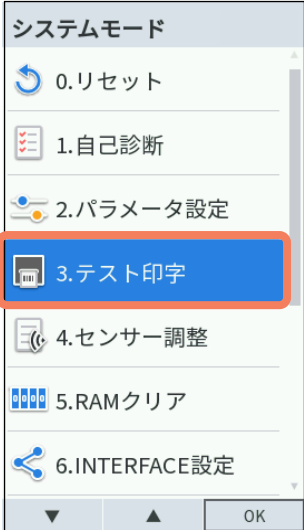 システムモード
0.リセット
1.自己診断
2.パラメータ設定
3.テスト印字
4.センサー調整
5.RAMクリア
6.INTERFACE設定
▼ ▲ OK